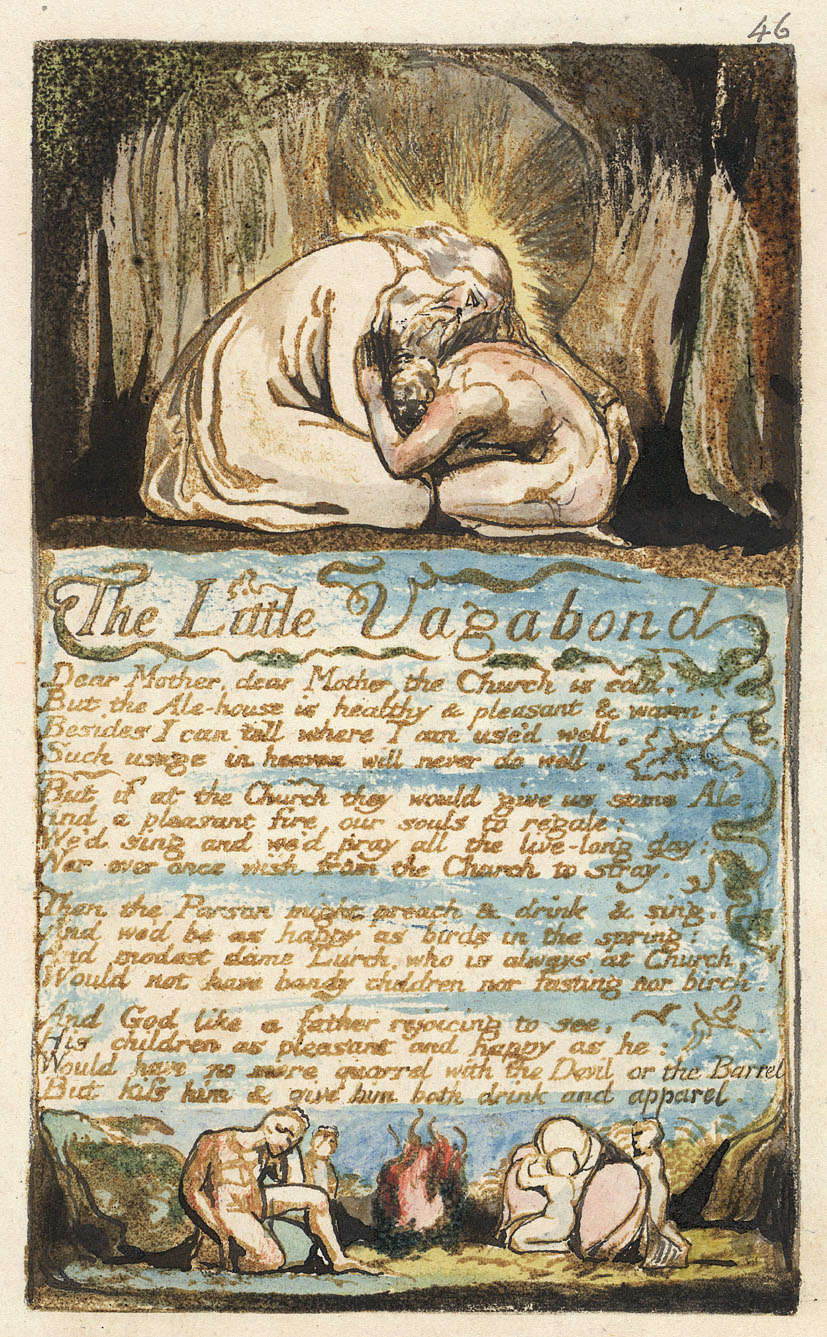 46
The Little Vagabond
Dear Mother, dear Mother, the Church is cold.
But the Ale-house is healthy & pleasant & warm:
Besides I can tell where I am use'd well.
Such usage in heaven will never do well.
But if at the Church they would give us some Ale.
And a pleasant fire, our souls to regale:
We'd sing and we'd pray all the live-long day:
Nor ever once wish from the Church to stray.
Then the Parson might preach & drink & sing.
And we'd be as happy as birds in the spring:
And modest dame Lurch, who is always at Church
Would not have bandy children nor fasting nor birch.
And God like a father rejoicing to see.
His children as pleasant and happy as he:
Would have no more quarrel with the Devil or the Barrel
But kiss him & give him both drink and apparel.